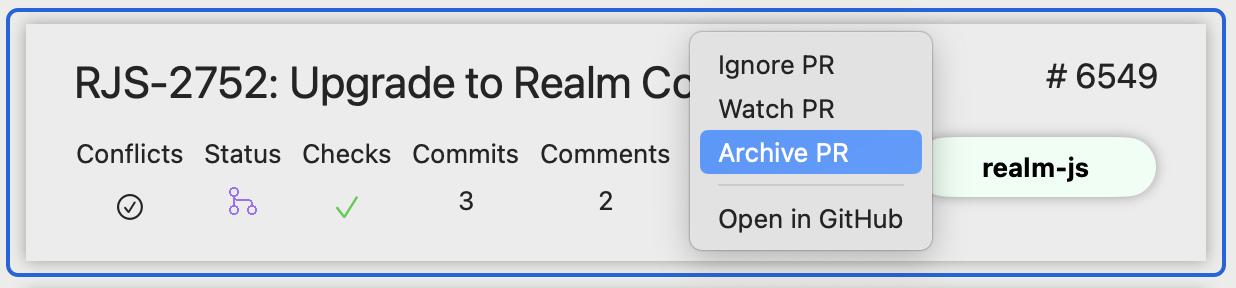 RJS-2752: Upgrade to Realm Co
# 6549
Ignore PR
Watch PR
Archive PR
Open in GitHub
Conflicts Status Checks Commits Comments
3 2
realm-js